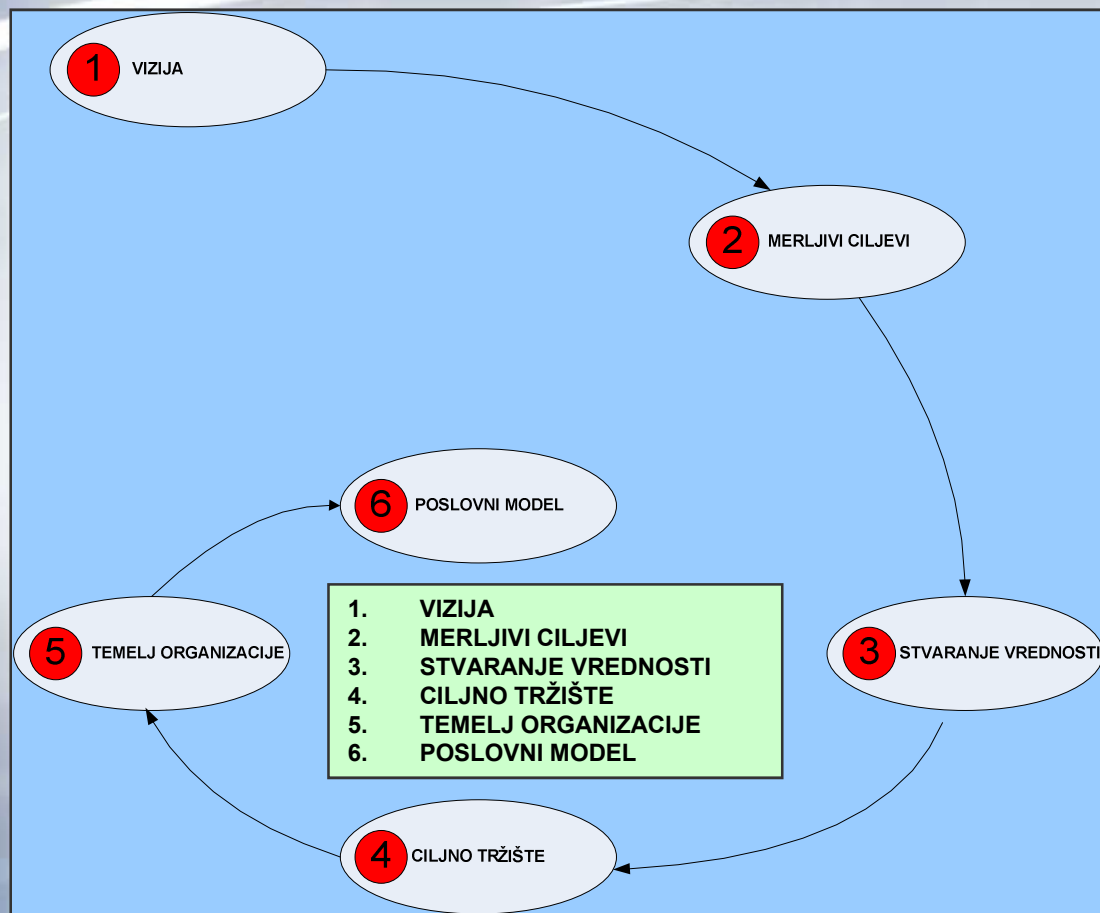 1 VIZIJA
2 MERLJIVI CILJEVI
6 POSLOVNI MODEL
5 TEMELJ ORGANIZACIJE
3 STVARANJE VREDNOSTI
1. VIZIJA
2. MERLJIVI CILJEVI
3. STVARANJE VREDNOSTI
4. CILJNO TRŽIŠTE
5. TEMELJ ORGANIZACIJE
6. POSLOVNI MODEL
4 CILJNO TRŽIŠTE